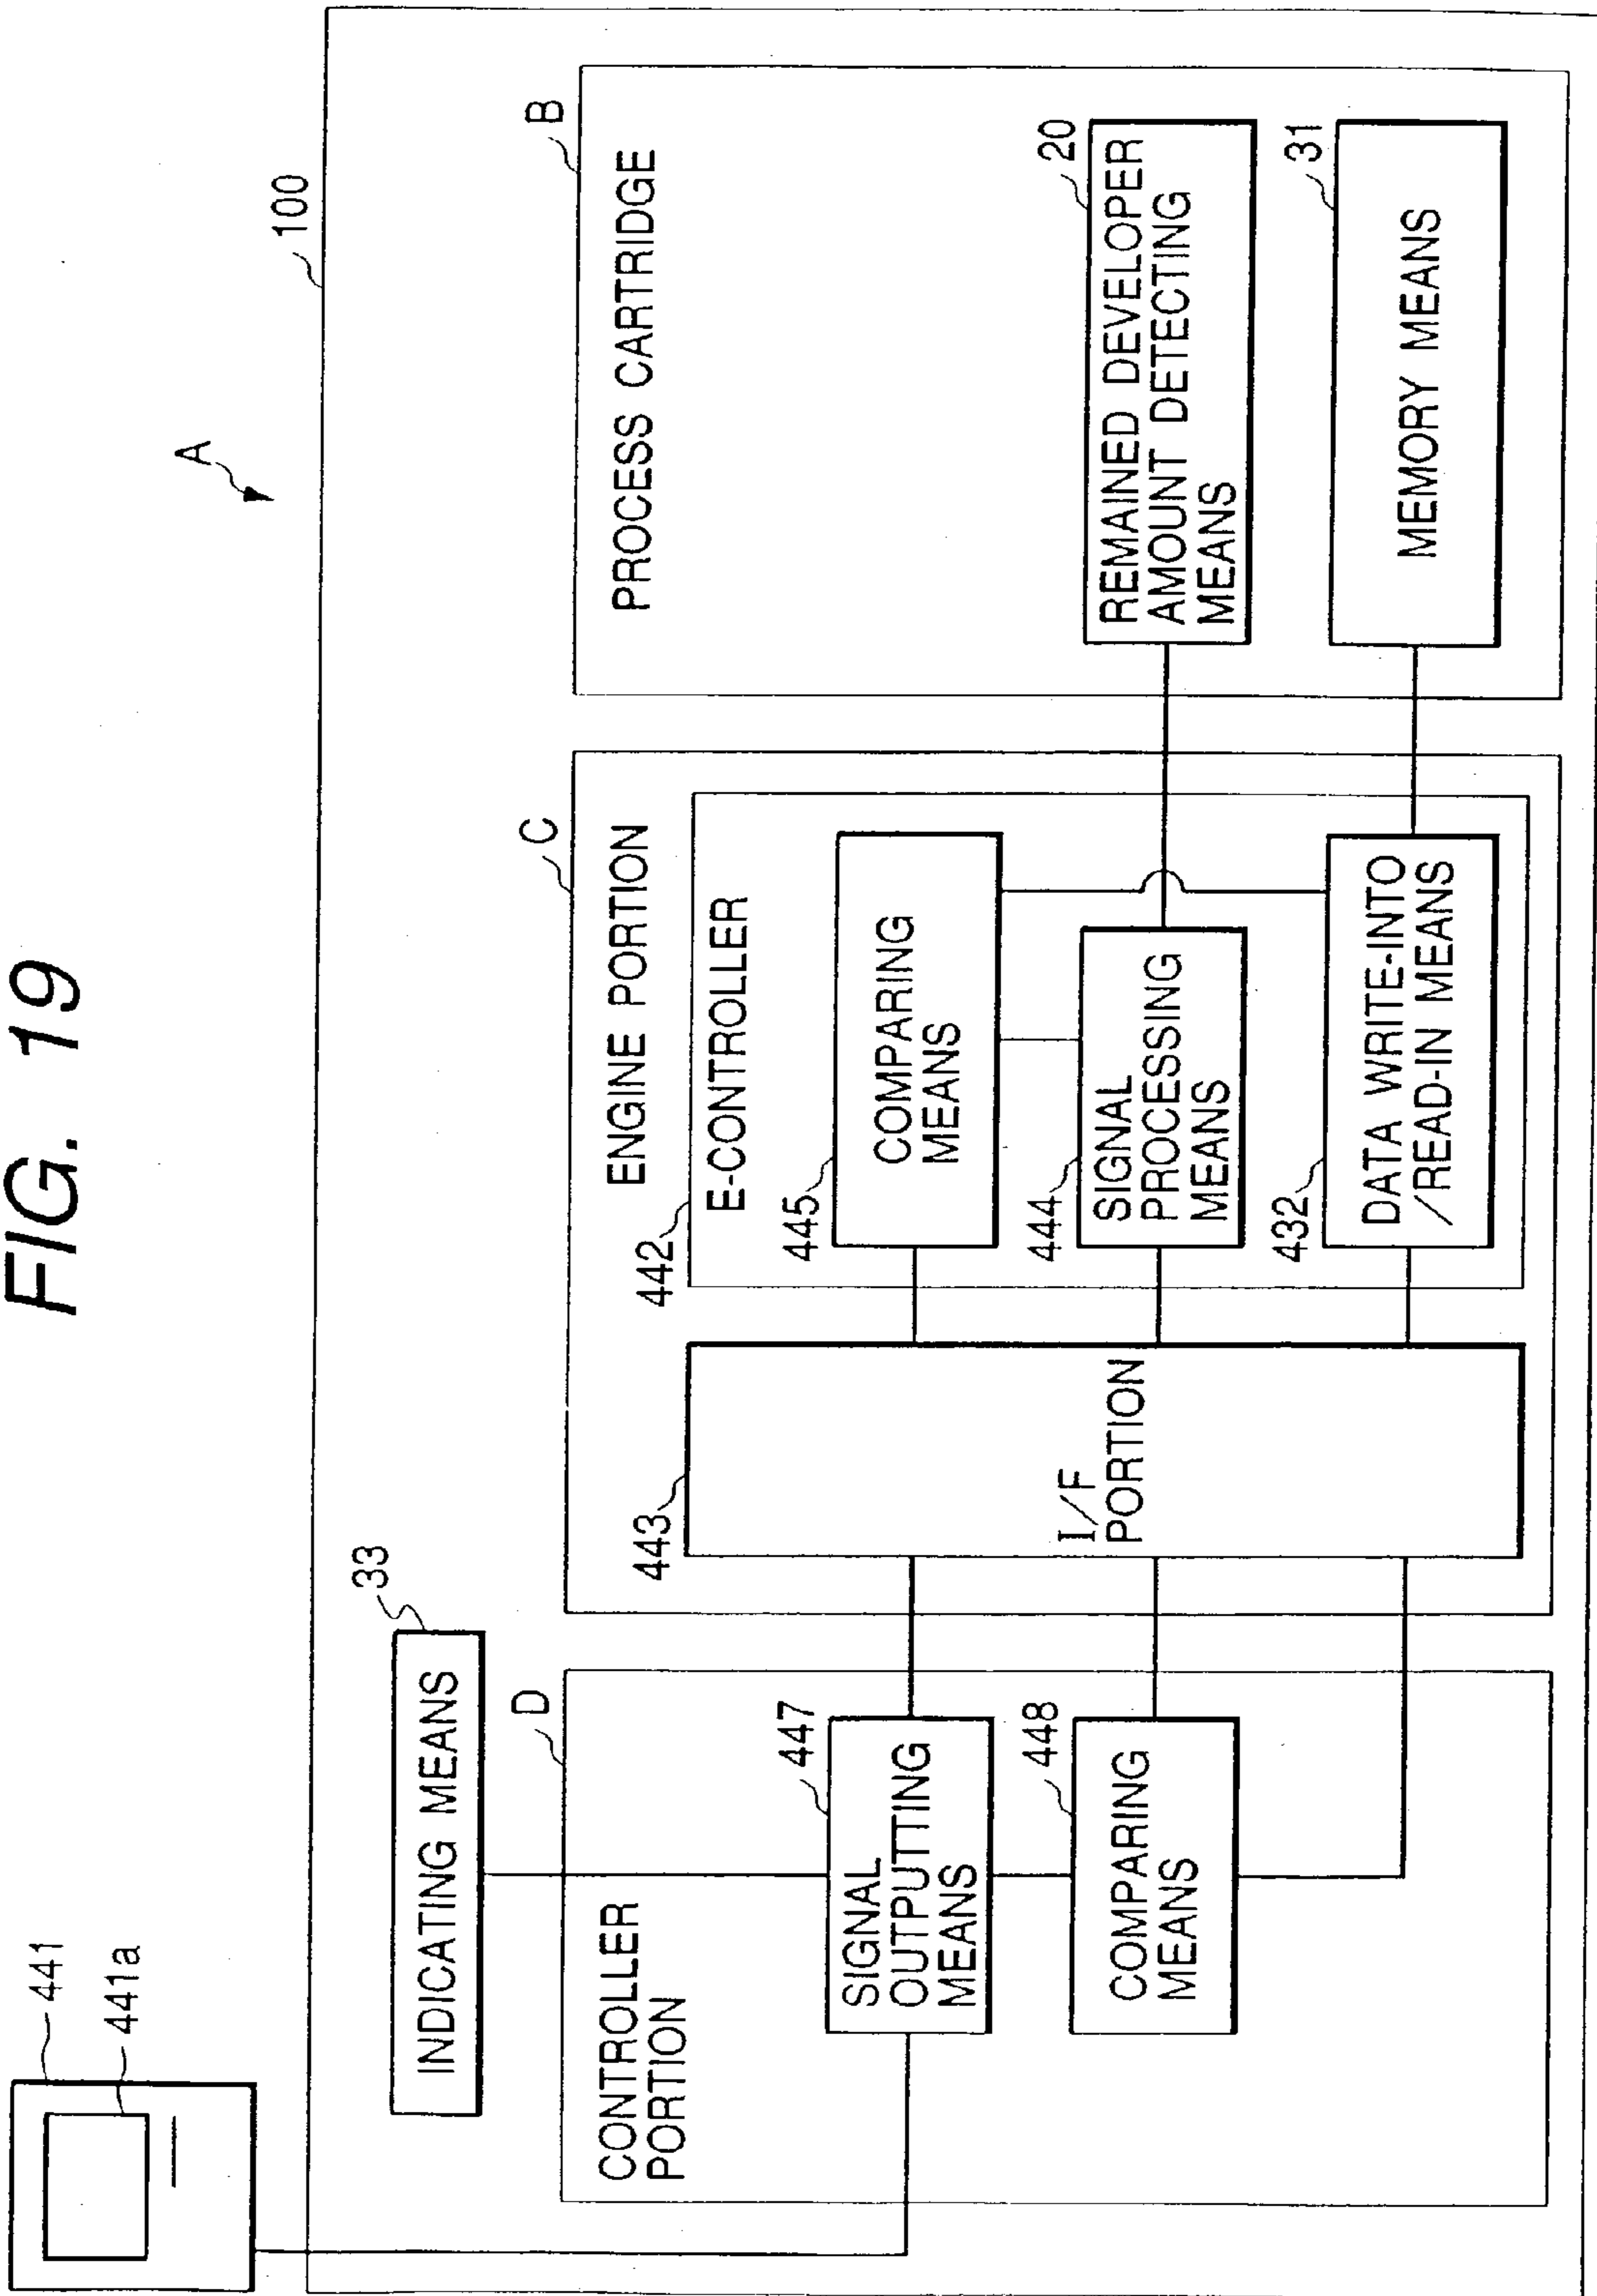 FIG. 19
441
441a
33
INDICATING MEANS
A
100
D
CONTROLLER
PORTION
447
SIGNAL
OUTPUTTING
MEANS
448
COMPARING
MEANS
C
ENGINE PORTION
443
I/F
PORTION
442
E-CONTROLLER
445
COMPARING
MEANS
444
SIGNAL
PROCESSING
MEANS
432
DATA WRITE-INTO
/READ-IN MEANS
B
PROCESS CARTRIDGE
20
REMAINED DEVELOPER
AMOUNT DETECTING
MEANS
31
MEMORY MEANS